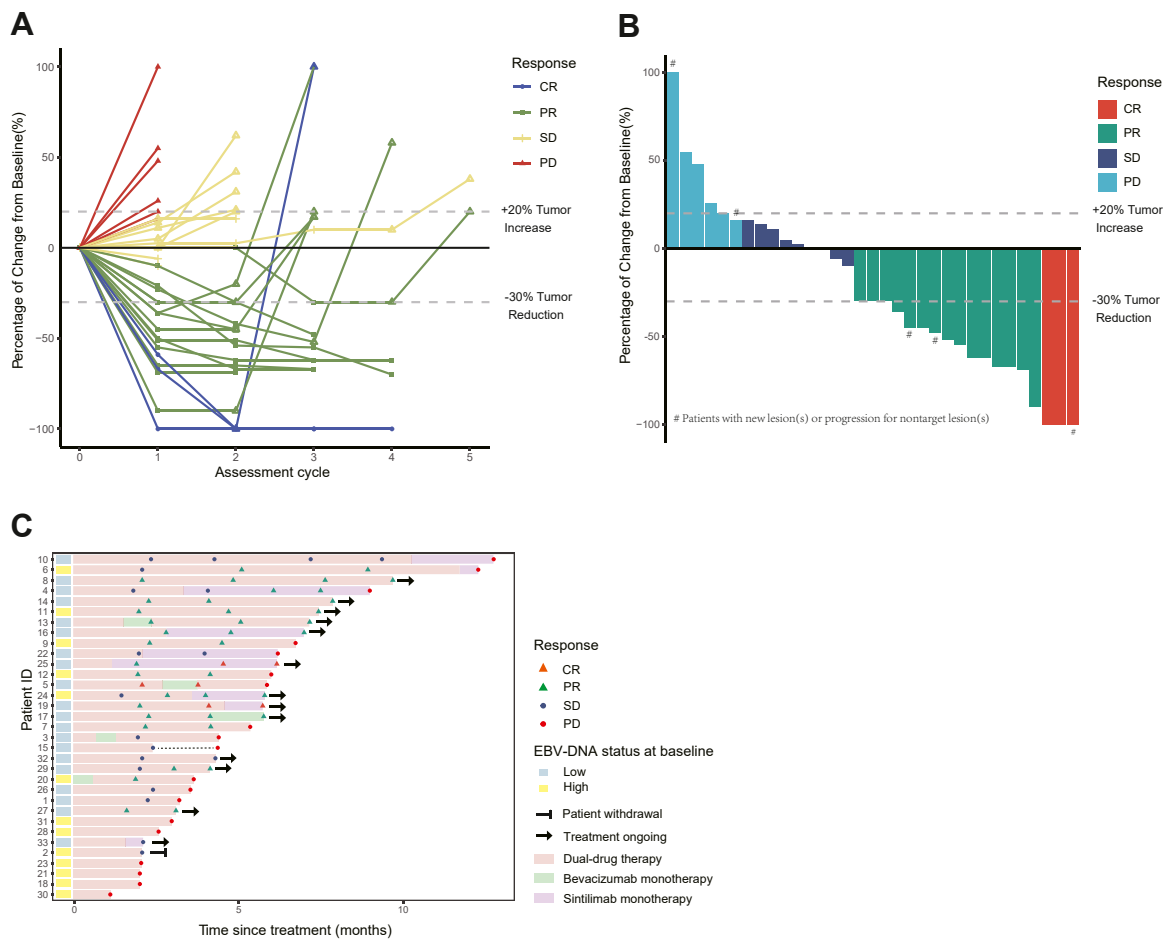 A
Percentage of Change from Baseline(%)
100
50
0
−50
−100
0 1 2 3 4 5
Assessment cycle
Response
CR
PR
SD
PD
+20% Tumor
Increase
-30% Tumor
Reduction
B
Percentage of Change from Baseline(%)
100
50
0
−50
−100
#
#
#
#
#
# Patients with new lesion(s) or progression for nontarget lesion(s)
Response
CR
PR
SD
PD
+20% Tumor
Increase
-30% Tumor
Reduction
C
Patient ID
10
6
8
4
14
11
13
16
9
22
25
12
5
24
19
17
7
3
15
32
29
20
26
1
27
31
28
33
2
23
21
18
30
0 5 10
Time since treatment (months)
Response
CR
PR
SD
PD
EBV-DNA status at baseline
Low
High
Patient withdrawal
Treatment ongoing
Dual-drug therapy
Bevacizumab monotherapy
Sintilimab monotherapy